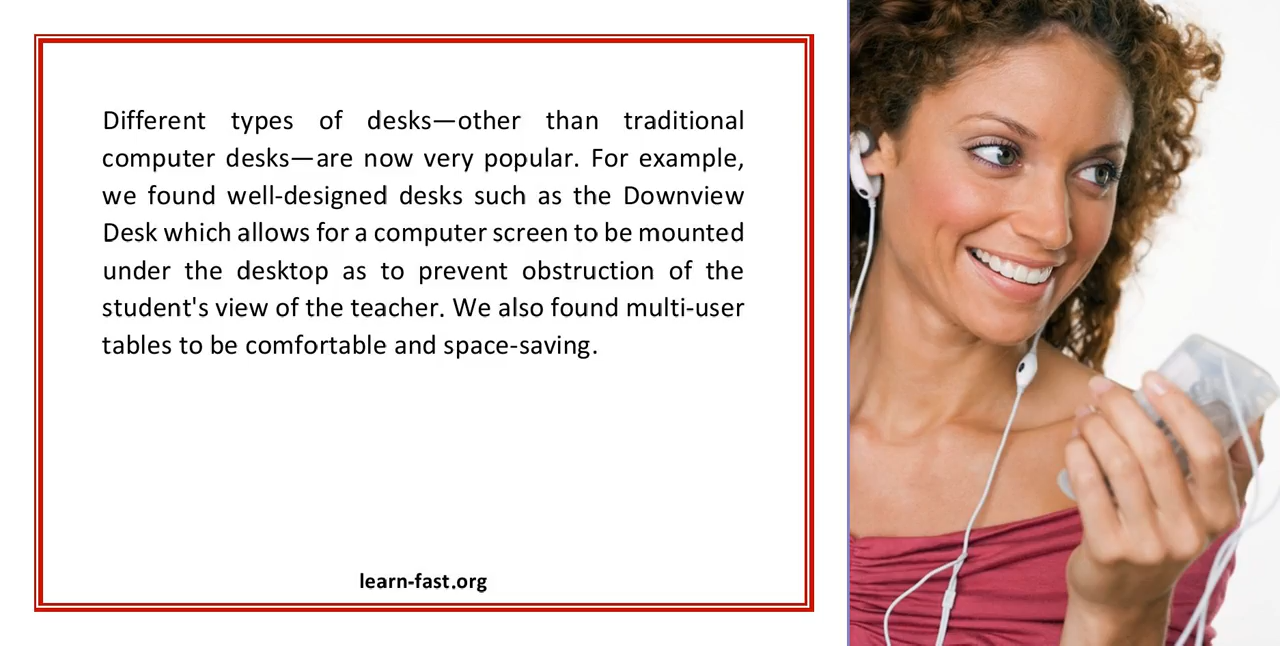 Different types of desks—other than traditional
computer desks—are now very popular. For example,
we found well-designed desks such as the Downview
Desk which allows for a computer screen to be mounted
under the desktop as to prevent obstruction of the
student's view of the teacher. We also found multi-user
tables to be comfortable and space-saving.
learn-fast.org